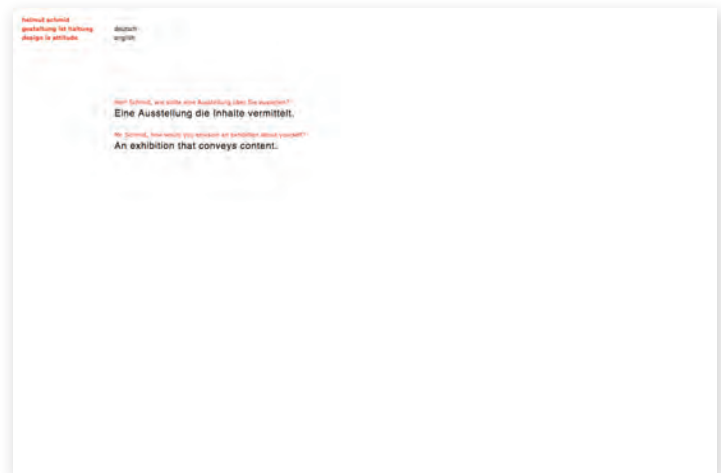 helmut schmid
gestaltung ist haltung
design is attitude
deutsch
english
Herr Schmid, wie sollte eine Ausstellung über Sie aussehen?
Eine Ausstellung die Inhalte vermittelt.
Mr. Schmid, how would you envision an exhibition about yourself?
An exhibition that conveys content.